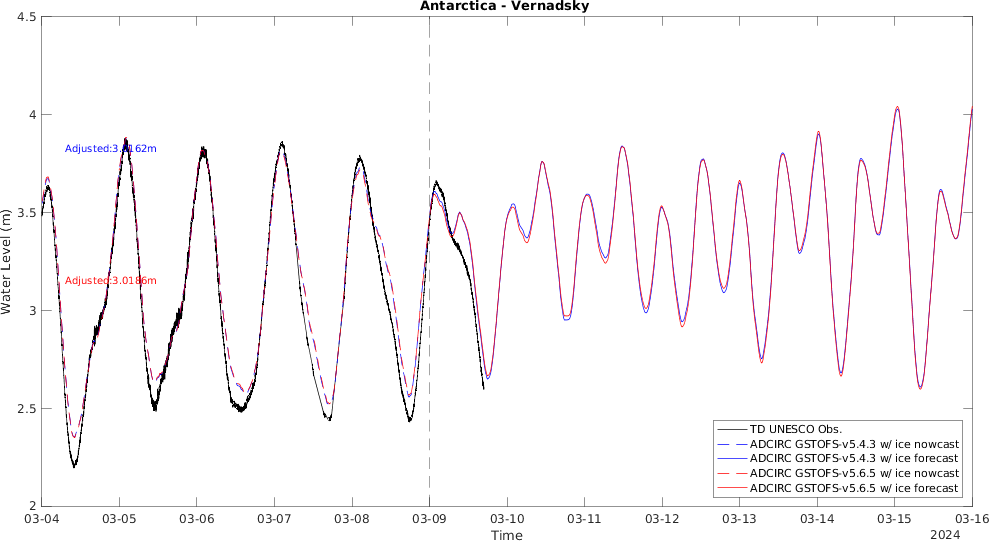 Antarctica - Vernadsky
4.5
4
3.5
3
2.5
2
Water Level (m)
Adjusted:3.0186m
TD UNESCO Obs.
ADCIRC GSTOFS-v5.4.3 w/ ice nowcast
ADCIRC GSTOFS-v5.4.3 w/ ice forecast
ADCIRC GSTOFS-v5.6.5 w/ ice nowcast
ADCIRC GSTOFS-v5.6.5 w/ ice forecast
03-04 03-05 03-06 03-07 03-08 03-09 03-10 03-11 03-12 03-13 03-14 03-15 03-16
Time
2024